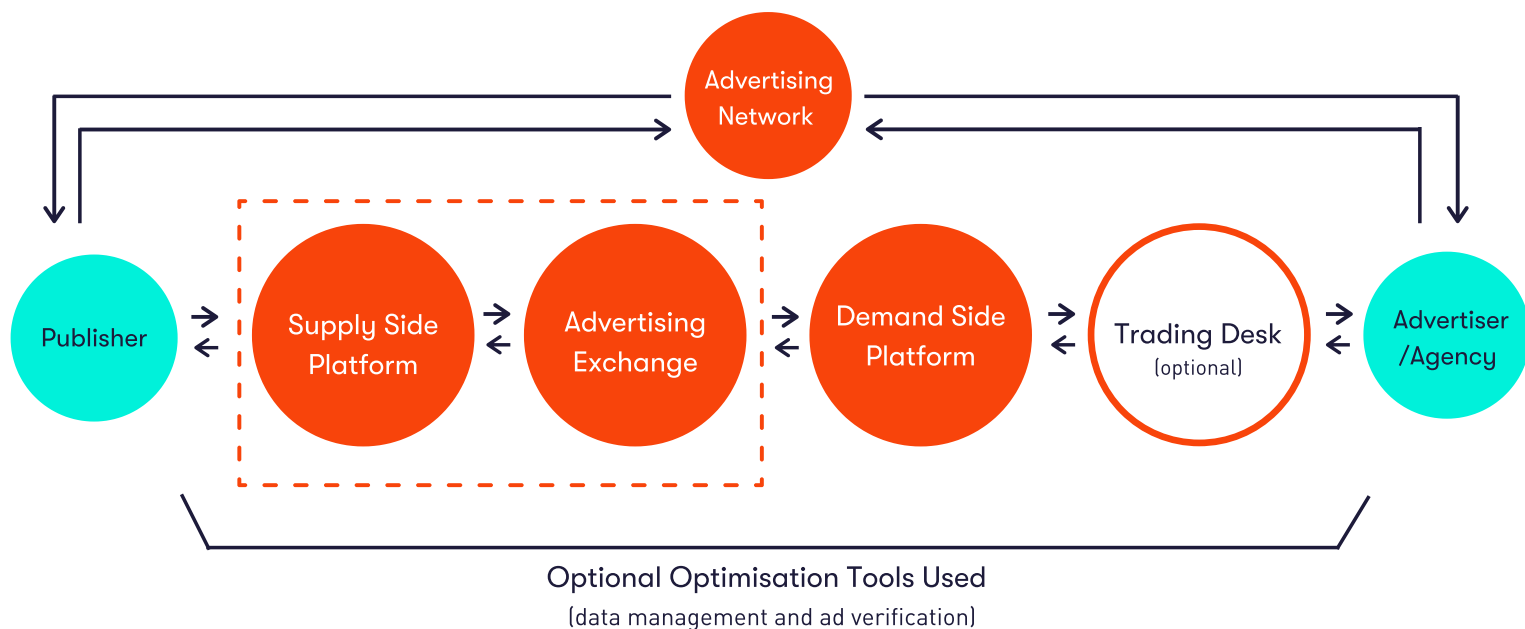 Advertising
Network
Publisher
Supply Side
Platform
Advertising
Exchange
Demand Side
Platform
Trading Desk
(optional)
Advertiser
/Agency
Optional Optimisation Tools Used
(data management and ad verification)